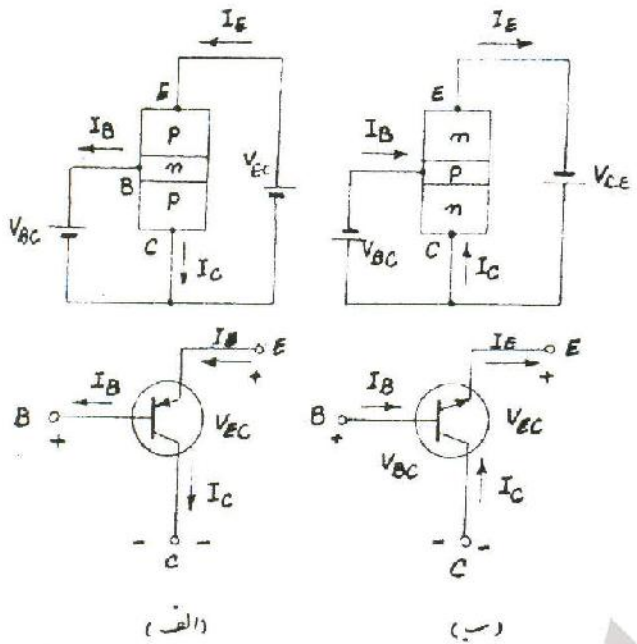 I_E I_E
E E
I_B P I_B n
n V_EC P V_CE
B P n
V_BC C V_BC C
I_C I_C
I_E E I_E E
+ +
I_B I_B
B V_EC B V_EC
+ + V_BC
I_C I_C
- - - -
C C
(الف) (ب)